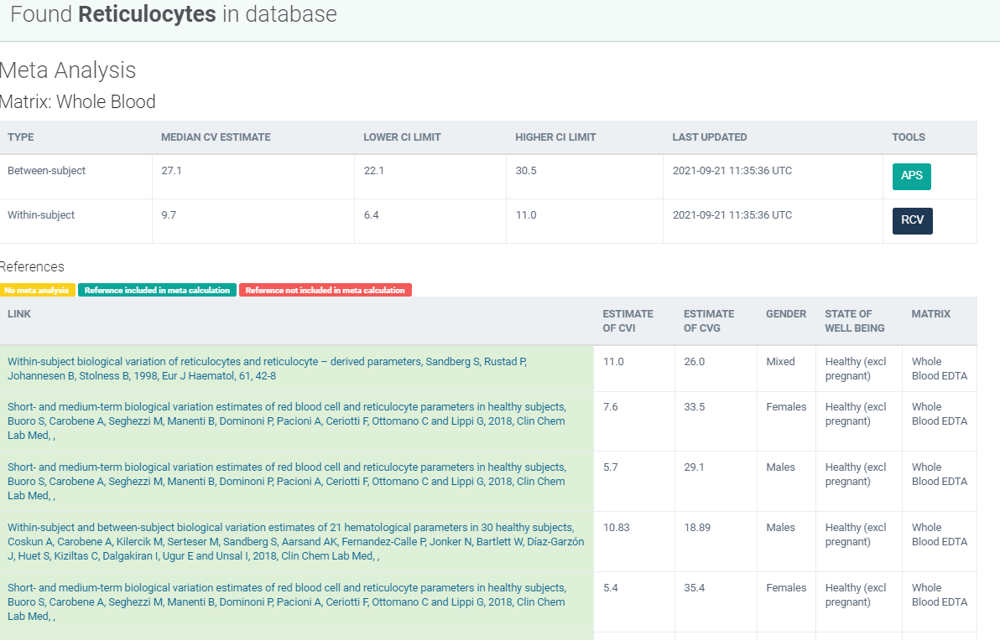 Found Reticulocytes in database
Meta Analysis
Matrix: Whole Blood
TYPE MEDIAN CV ESTIMATE LOWER CI LIMIT HIGHER CI LIMIT LAST UPDATED TOOLS
Between-subject 27.1 22.1 30.5 2021-09-21 11:35:36 UTC APS
Within-subject 9.7 6.4 11.0 2021-09-21 11:35:36 UTC RCV
References
No meta analysis Reference included in meta calculation Reference not included in meta calculation
LINK ESTIMATE OF CVI ESTIMATE OF CVG GENDER STATE OF WELL BEING MATRIX
Within-subject biological variation of reticulocytes and reticulocyte – derived parameters, Sandberg S, Rustad P,
Johannesen B, Stolness B, 1998, Eur J Haematol, 61, 42-8
11.0 26.0 Mixed Healthy (excl pregnant) Whole Blood EDTA
Short- and medium-term biological variation estimates of red blood cell and reticulocyte parameters in healthy subjects,
Buoro S, Carobene A, Seghezzi M, Manenti B, Dominoni P, Pacioni A, Ceriotti F, Ottomano C and Lippi G, 2018, Clin Chem
Lab Med, ,
7.6 33.5 Females Healthy (excl pregnant) Whole Blood EDTA
Short- and medium-term biological variation estimates of red blood cell and reticulocyte parameters in healthy subjects,
Buoro S, Carobene A, Seghezzi M, Manenti B, Dominoni P, Pacioni A, Ceriotti F, Ottomano C and Lippi G, 2018, Clin Chem
Lab Med, ,
5.7 29.1 Males Healthy (excl pregnant) Whole Blood EDTA
Within-subject and between-subject biological variation estimates of 21 hematological parameters in 30 healthy subjects,
Coskun A, Carobene A, Kilercik M, Serteser M, Sandberg S, Aarsand AK, Fernandez-Calle P, Jonker N, Bartlett W, Díaz-Garzón
J, Huet S, Kiziltas C, Dalgakiran I, Ugur E and Unsal I, 2018, Clin Chem Lab Med, ,
10.83 18.89 Males Healthy (excl pregnant) Whole Blood EDTA
Short- and medium-term biological variation estimates of red blood cell and reticulocyte parameters in healthy subjects,
Buoro S, Carobene A, Seghezzi M, Manenti B, Dominoni P, Pacioni A, Ceriotti F, Ottomano C and Lippi G, 2018, Clin Chem
Lab Med, ,
5.4 35.4 Females Healthy (excl pregnant) Whole Blood EDTA